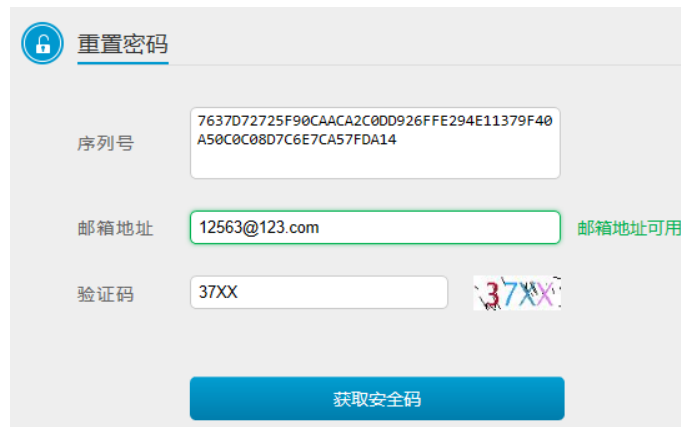 重置密码
序列号
7637D72725F90CAACA2C0DD926FFE294E11379F40
A50C0C08D7C6E7CA57FDA14
邮箱地址 12563@123.com 邮箱地址可用
验证码 37XX 37XX
获取安全码